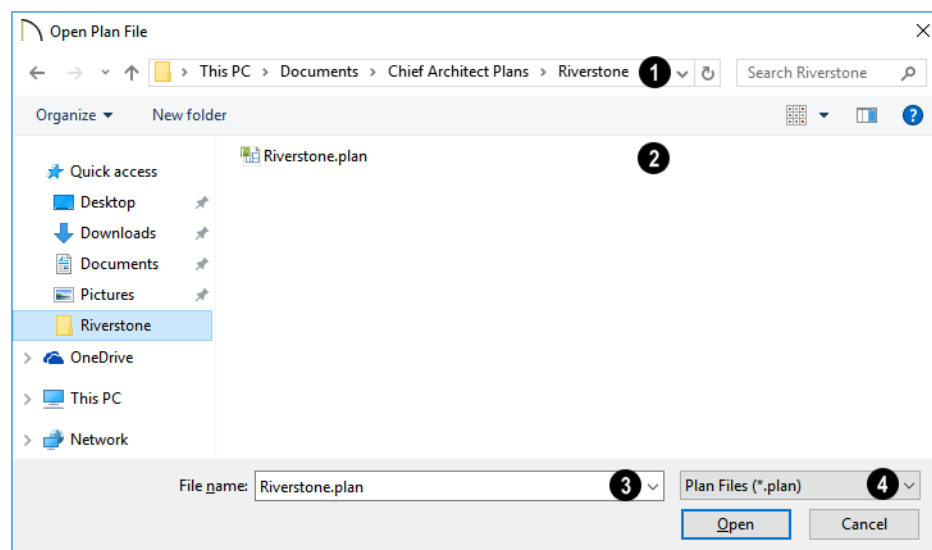 Open Plan File
This PC > Documents > Chief Architect Plans > Riverstone 1 Search Riverstone
Organize New folder ?
Riverstone.plan 2
Quick access
Desktop
Downloads
Documents
Pictures
Riverstone
OneDrive
This PC
Network
File name: Riverstone.plan 3 Plan Files (*.plan) 4
Open Cancel